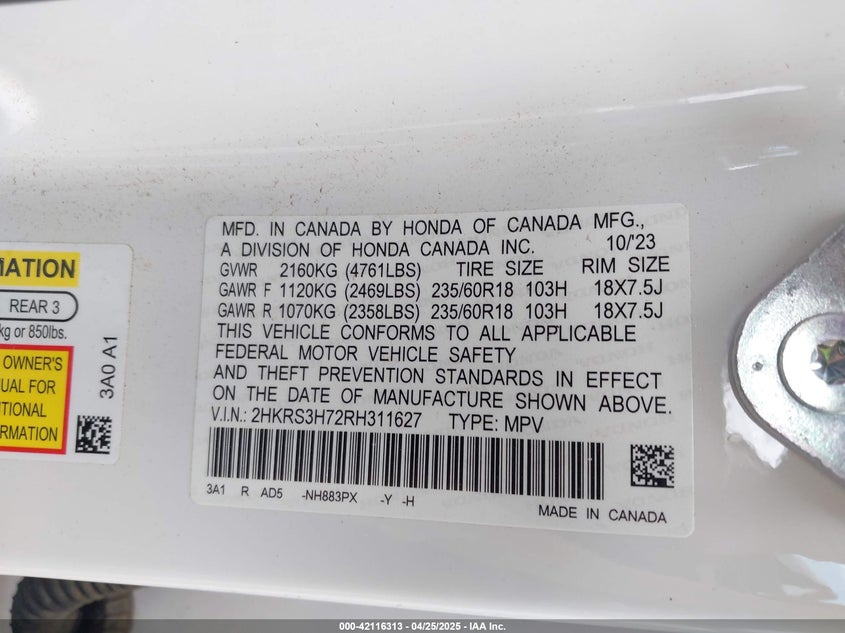 MFD. IN CANADA BY HONDA OF CANADA MFG.,
A DIVISION OF HONDA CANADA INC. 10/'23
GVWR 2160KG (4761LBS) TIRE SIZE RIM SIZE
GAWR F 1120KG (2469LBS) 235/60R18 103H 18X7.5J
GAWR R 1070KG (2358LBS) 235/60R18 103H 18X7.5J
THIS VEHICLE CONFORMS TO ALL APPLICABLE
FEDERAL MOTOR VEHICLE SAFETY
AND THEFT PREVENTION STANDARDS IN EFFECT
ON THE DATE OF MANUFACTURE SHOWN ABOVE.
V.I.N.: 2HKRS3H72RH311627 TYPE: MPV
3A1 R AD5 -NH883PX -Y -H
MADE IN CANADA
MATION
REAR 3
kg or 850lbs.
OWNER'S
UAL FOR
ITIONAL
FORMATION
3A0 A1
000-42116313 - 04/25/2025 - IAA Inc.